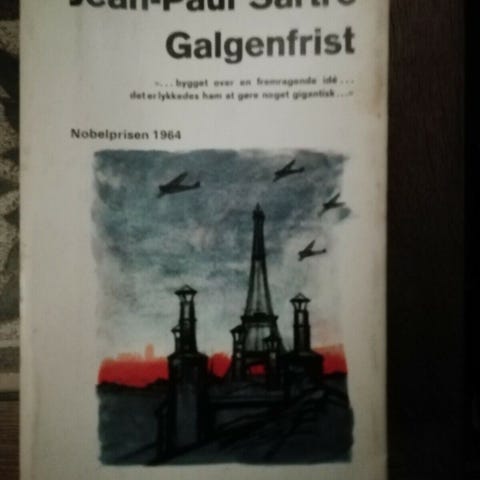 Jean-Paul Sartre
Galgenfrist
»... bygget over en fremragende idé ...
det er lykkedes ham at gøre noget gigantisk ...«
Nobelprisen 1964